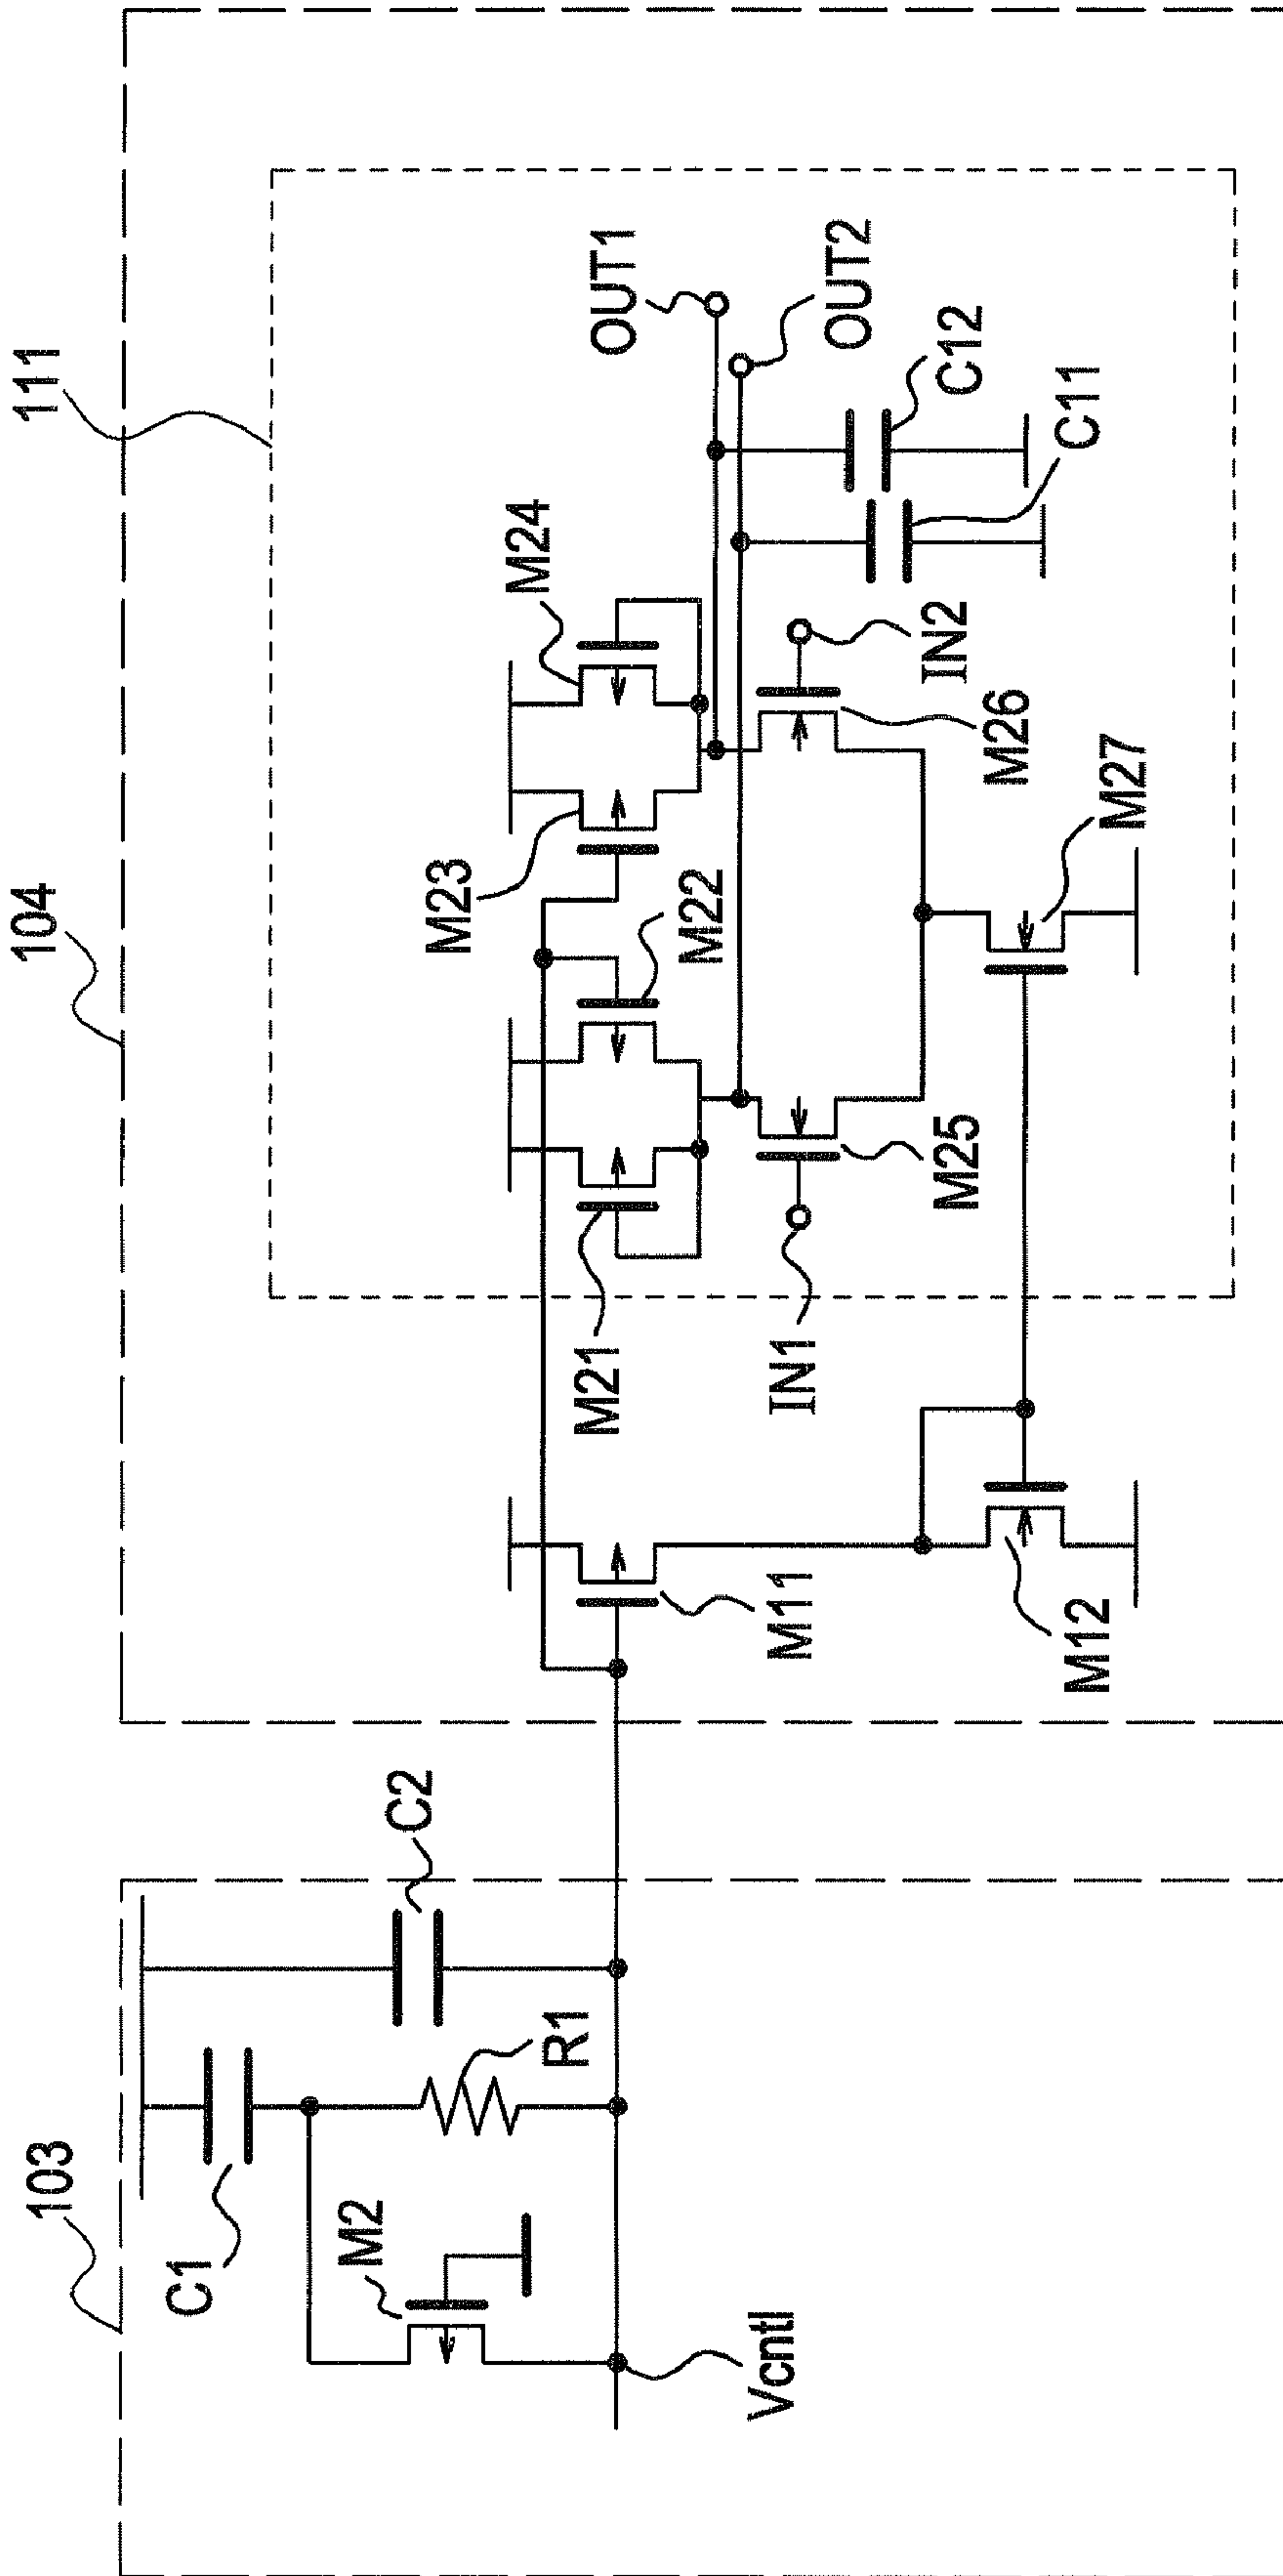 103
104
111
C1
C2
M2
R1
Vcntl
M11
M12
M21
M22
M23
M24
OUT1
OUT2
IN1
M25
M26
IN2
C12
C11
M27